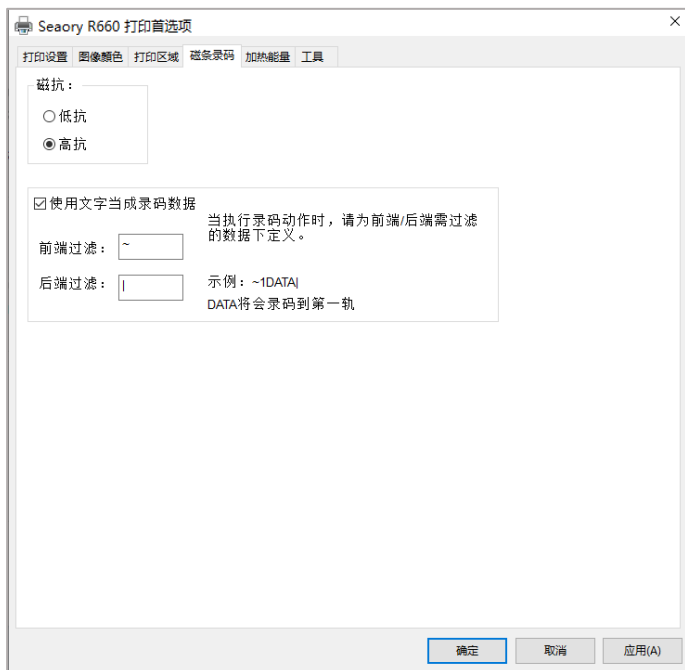 Seaory R660 打印首选项
打印设置 图像颜色 打印区域 磁条录码 加热能量 工具
磁抗：
低抗
高抗
使用文字当成录码数据
当执行录码动作时，请为前端/后端需过滤
的数据下定义。
前端过滤： ~
后端过滤： |
示例：~1DATA|
DATA将会录码到第一轨
确定 取消 应用(A)